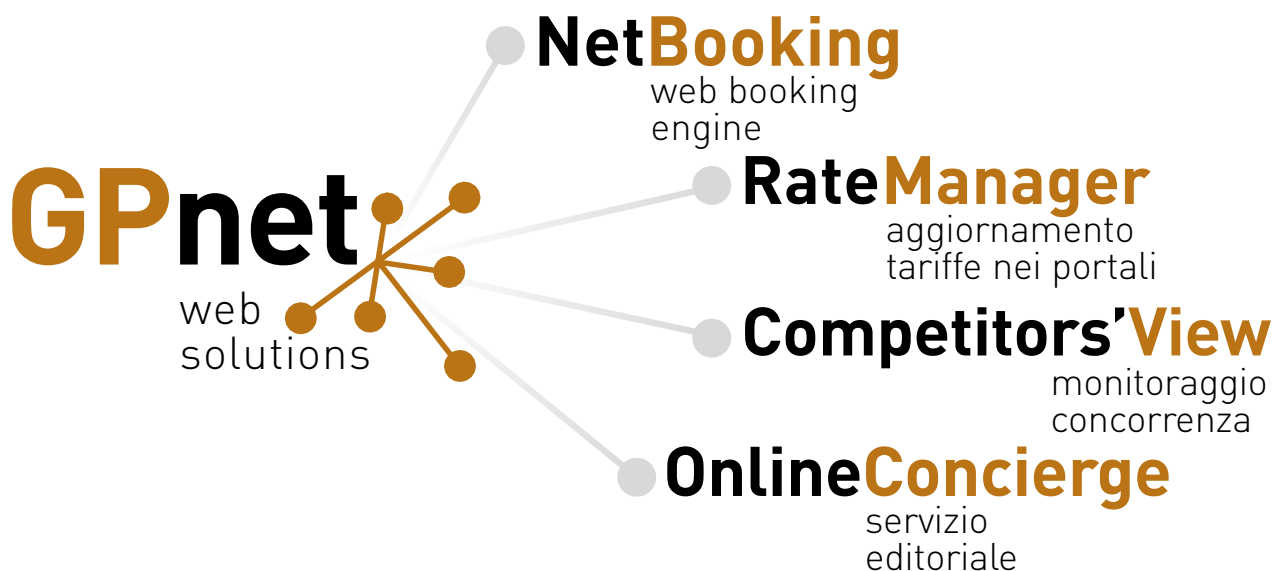 GPnet
web
solutions
NetBooking
web booking
engine
RateManager
aggiornamento
tariffe nei portali
Competitors'View
monitoraggio
concorrenza
OnlineConcierge
servizio
editoriale